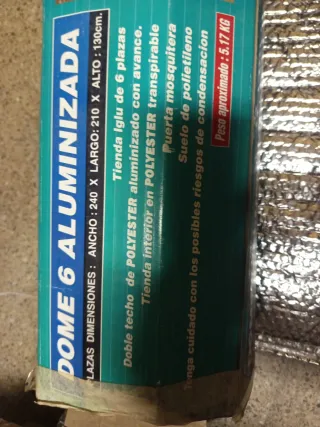 DOME 6 ALUMINIZADA
LAZAS DIMENSIONES : ANCHO : 240 X LARGO: 210 X ALTO : 130cm.
Tienda Iglu de 6 plazas
Doble techo de POLYESTER aluminizado con avance.
Tienda interior en POLYESTER transpirable
Puerta mosquitera
Suelo de polietileno
Tenga cuidado con los posibles riesgos de condensacion
Peso aproximado : 5.17 KG